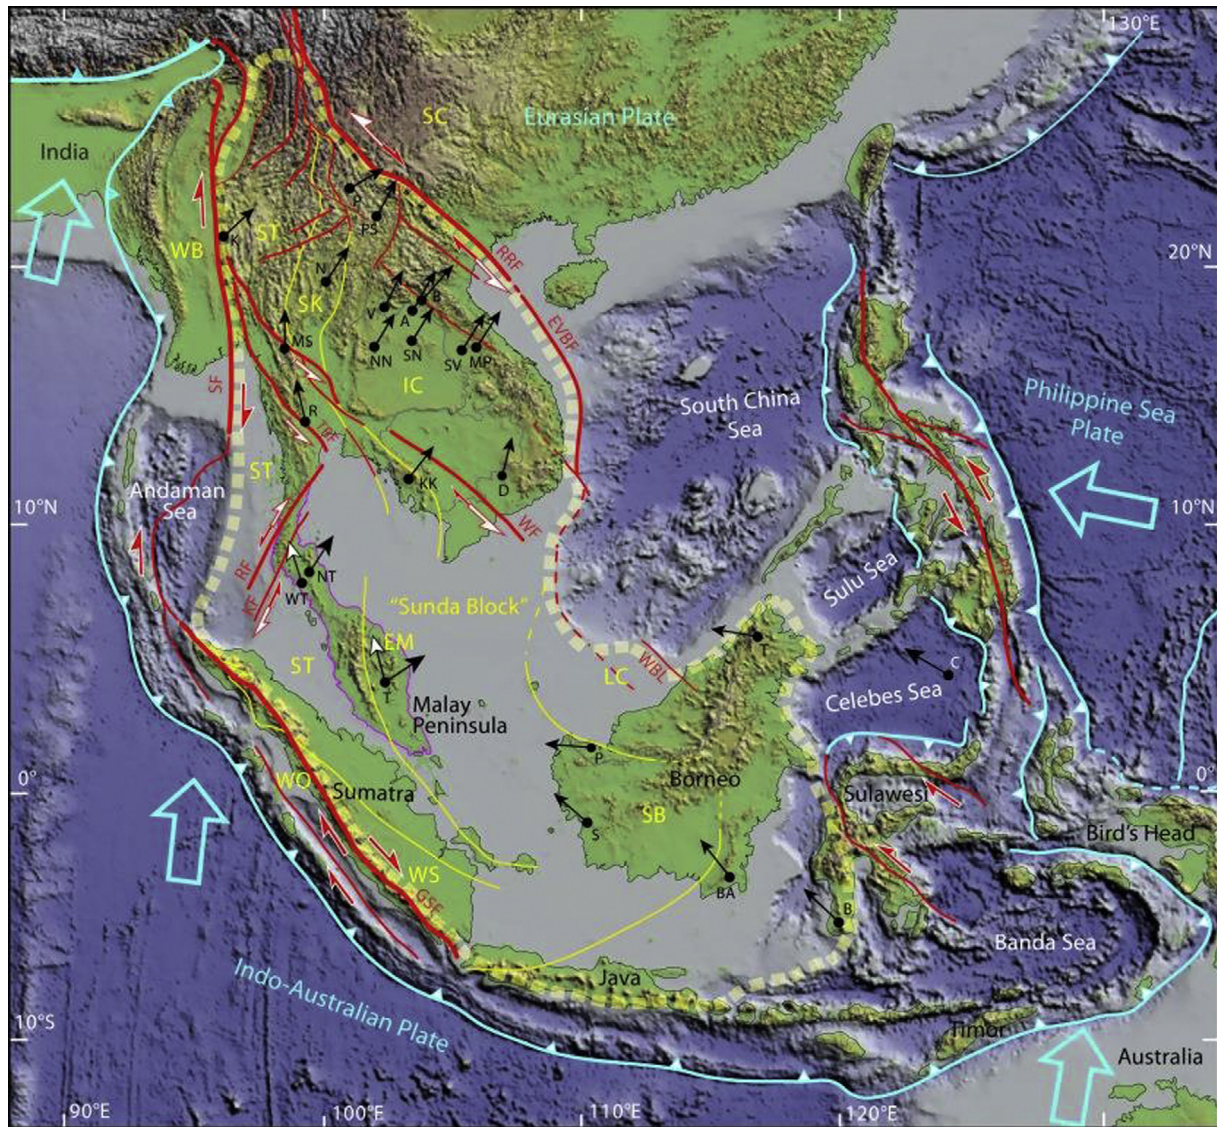 130°E
SC
Eurasian Plate
India
P
PS
K
ST
WB
RRF
20°N
N
SK
V
A
B
EVBF
MS
NN
SN
SV
MP
SF
IC
South China
Sea
Philippine Sea
Plate
R
TGF
ST
KK
D
Andaman
Sea
10°N
WF
10°N
RF
NT
WT
KF
Sulu Sea
"Sunda Block"
EM
T
WBL
LC
C
ST
T
Celebes Sea
Malay
Peninsula
P
0°
WO
Sumatra
Borneo
Sulawesi
0°
SB
S
Bird's Head
WS
BA
GSF
B
Banda Sea
Java
Indo-Australian Plate
10°S
Timor
Australia
90°E
100°E
110°E
120°E